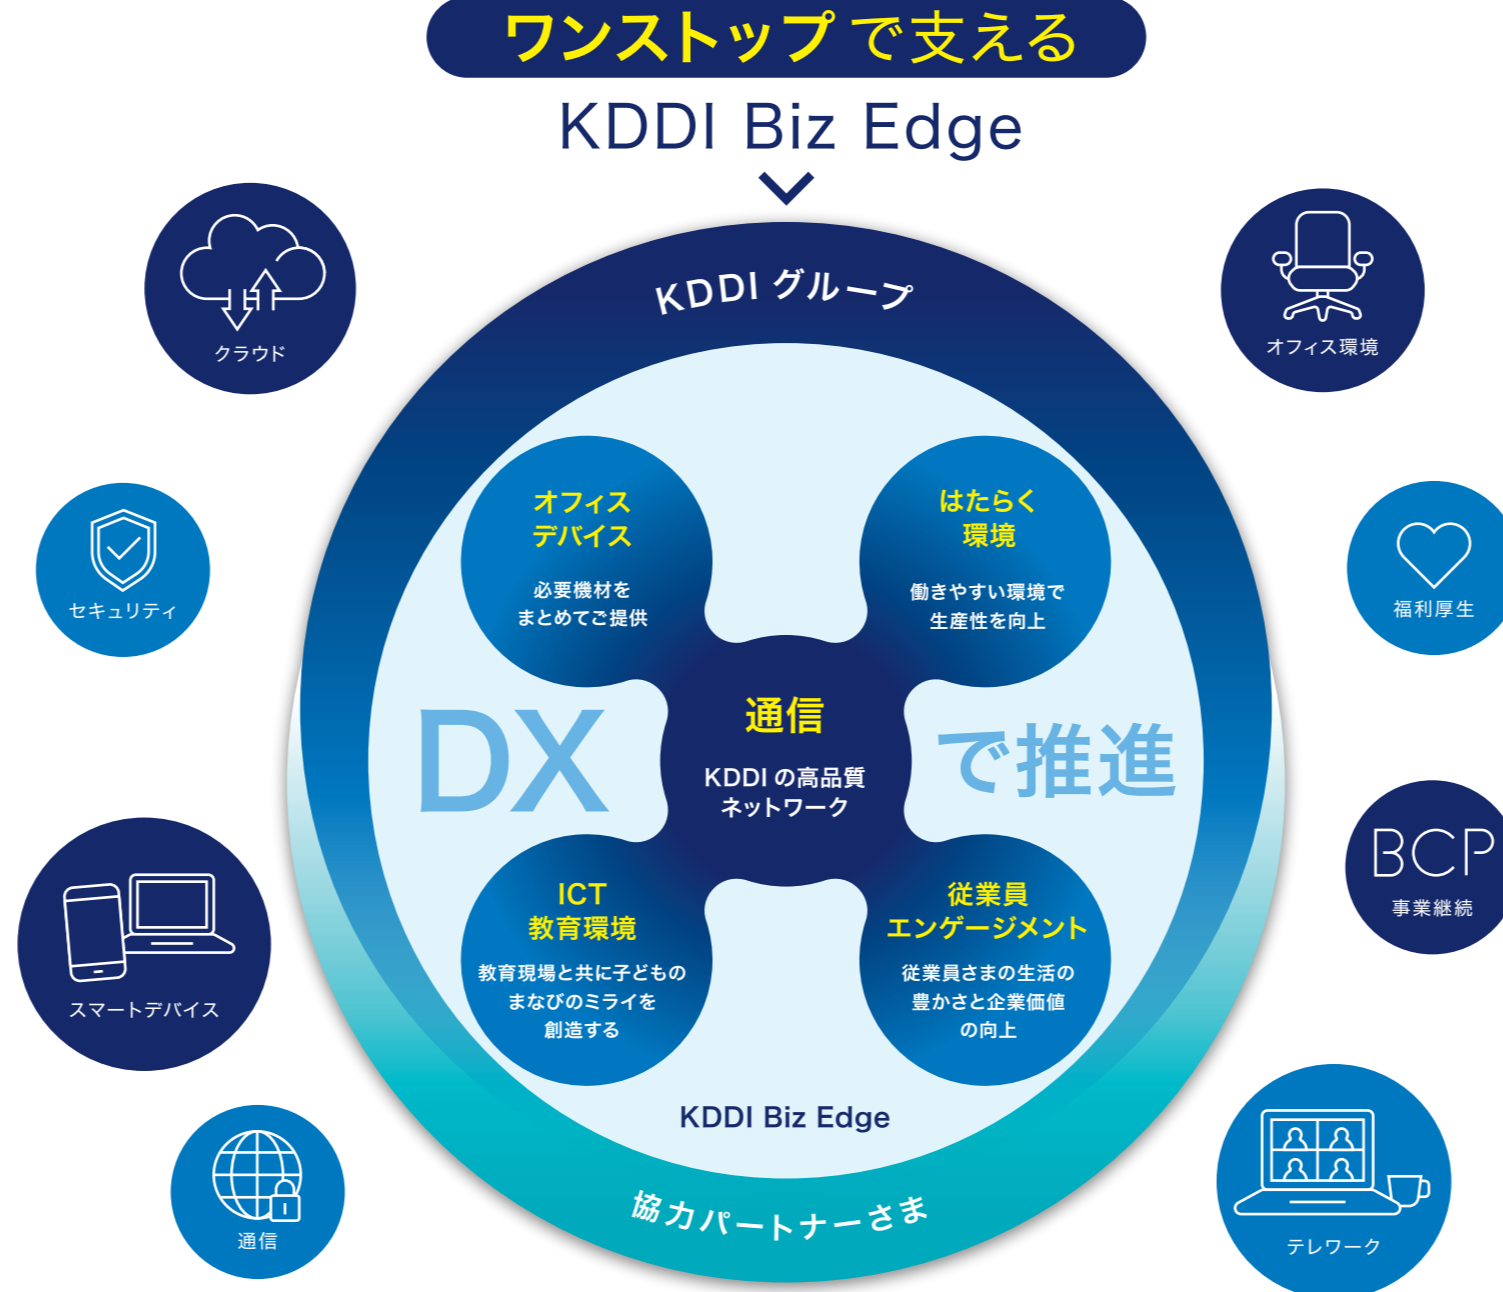 ワンストップで支える
KDDI Biz Edge
KDDI グループ
クラウド
オフィス環境
セキュリティ
福利厚生
オフィス
デバイス
必要機材を
まとめてご提供
はたらく
環境
働きやすい環境で
生産性を向上
DX
通信
KDDI の高品質
ネットワーク
で推進
ICT
教育環境
教育現場と共に子どもの
まなびのミライを
創造する
従業員
エンゲージメント
従業員さまの生活の
豊かさと企業価値
の向上
スマートデバイス
BCP
事業継続
KDDI Biz Edge
協力パートナーさま
通信
テレワーク